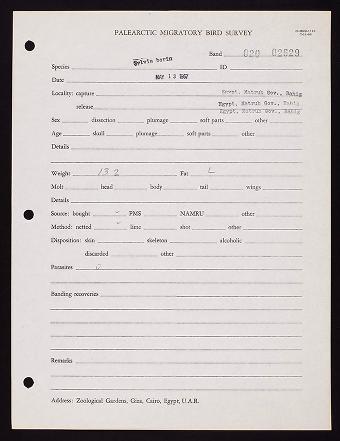 PALEARCTIC MIGRATORY BIRD SURVEY
Band 020 02629
Species Sylvia borin ID
Date MAY 13 1967
Locality: capture Egypt, Matruh Gov., Bahig
release Egypt, Matruh Gov., Bahig
Egypt, Matruh Gov., Bahig
Sex dissection plumage soft parts other
Age skull plumage soft parts other
Details
Weight 13 2 Fat L
Molt head body tail wings
Details
Source: bought ✓ PMS NAMRU other
Method: netted ✓ lime shot other
Disposition: skin skeleton alcoholic
discarded other
Parasites 0
Banding recoveries
Remarks
Address: Zoological Gardens, Giza, Cairo, Egypt, U.A.R.